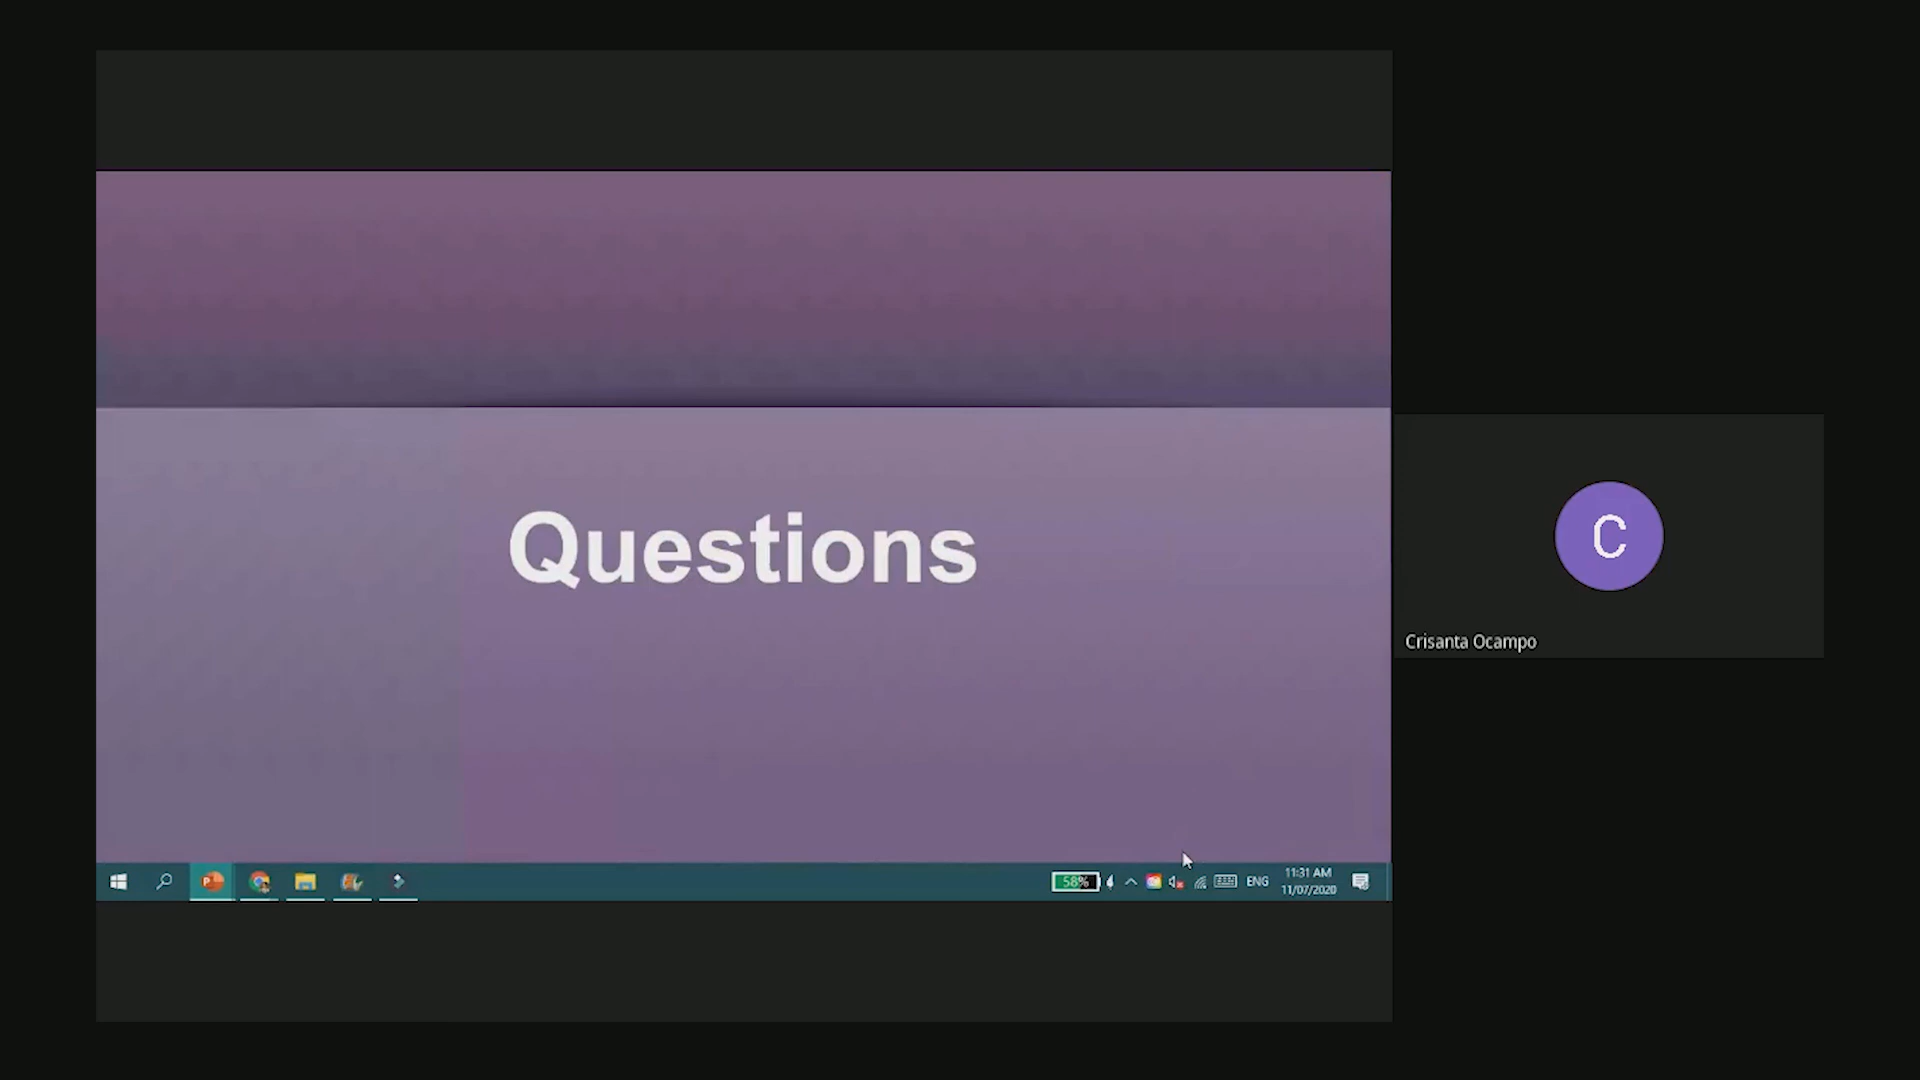 Questions
C
Crisanta Ocampo
58%
ENG
11:31 AM
11/07/2020